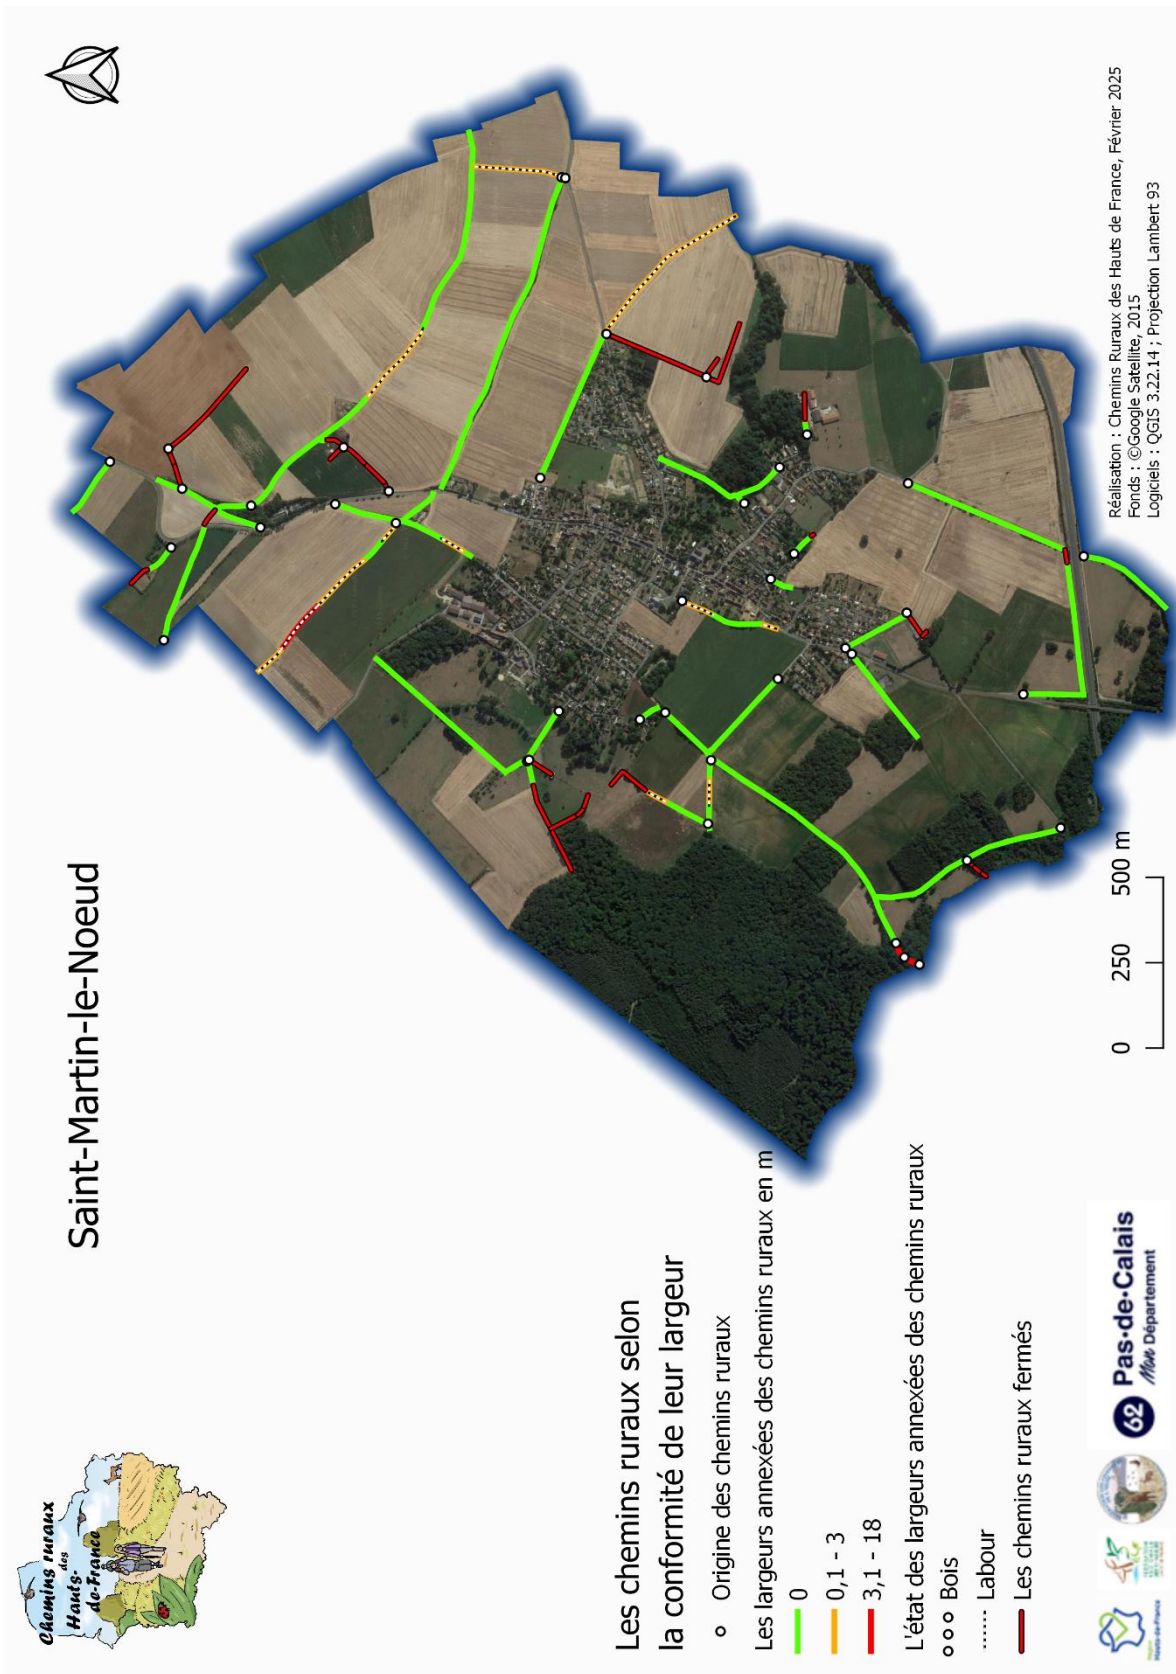 Chemins ruraux
des
Hauts-
de-France
Saint-Martin-le-Noeud
Les chemins ruraux selon
la conformité de leur largeur
Origine des chemins ruraux
Les largeurs annexées des chemins ruraux en m
0
0,1 - 3
3,1 - 18
L'état des largeurs annexées des chemins ruraux
Bois
Labour
Les chemins ruraux fermés
0 250 500 m
Réalisation : Chemins Ruraux des Hauts de France, Février 2025
Fonds : ©Google Satellite, 2015
Logiciels : QGIS 3.22.14 ; Projection Lambert 93
Région
Hauts-de-France
62 Pas-de-Calais
Mon Département